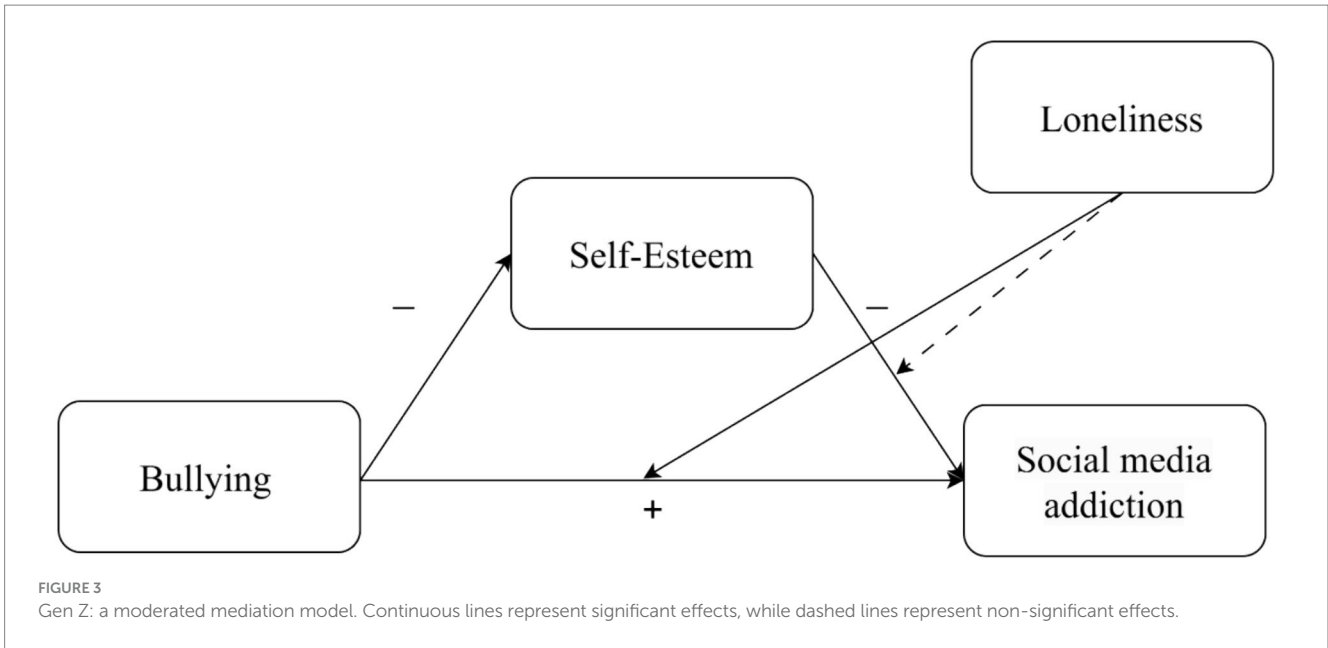 Loneliness
Self-Esteem
—
—
Bullying
Social media
addiction
+
FIGURE 3
Gen Z: a moderated mediation model. Continuous lines represent significant effects, while dashed lines represent non-significant effects.